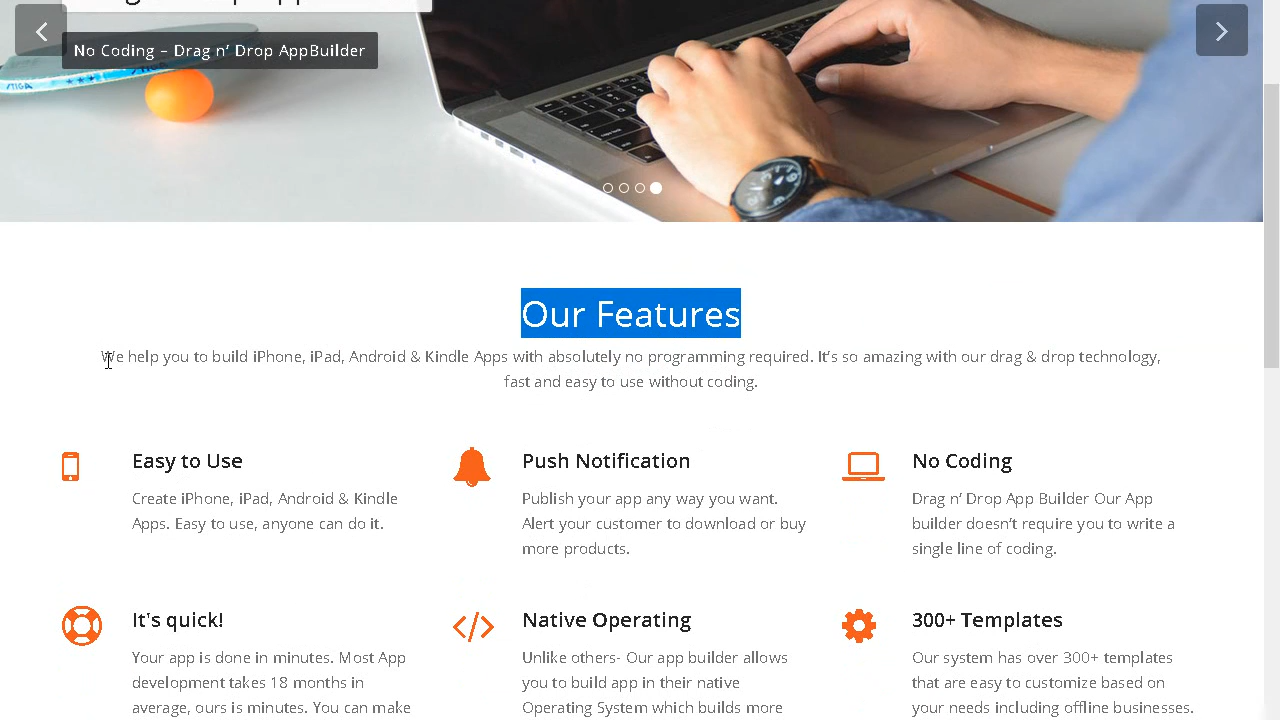 No Coding – Drag n’ Drop AppBuilder
STIGA
Our Features
We help you to build iPhone, iPad, Android & Kindle Apps with absolutely no programming required. It’s so amazing with our drag & drop technology,
fast and easy to use without coding.
Easy to Use
Create iPhone, iPad, Android & Kindle
Apps. Easy to use, anyone can do it.
Push Notification
Publish your app any way you want.
Alert your customer to download or buy
more products.
No Coding
Drag n’ Drop App Builder Our App
builder doesn’t require you to write a
single line of coding.
It's quick!
Your app is done in minutes. Most App
development takes 18 months in
average, ours is minutes. You can make
Native Operating
Unlike others- Our app builder allows
you to build app in their native
Operating System which builds more
300+ Templates
Our system has over 300+ templates
that are easy to customize based on
your needs including offline businesses.